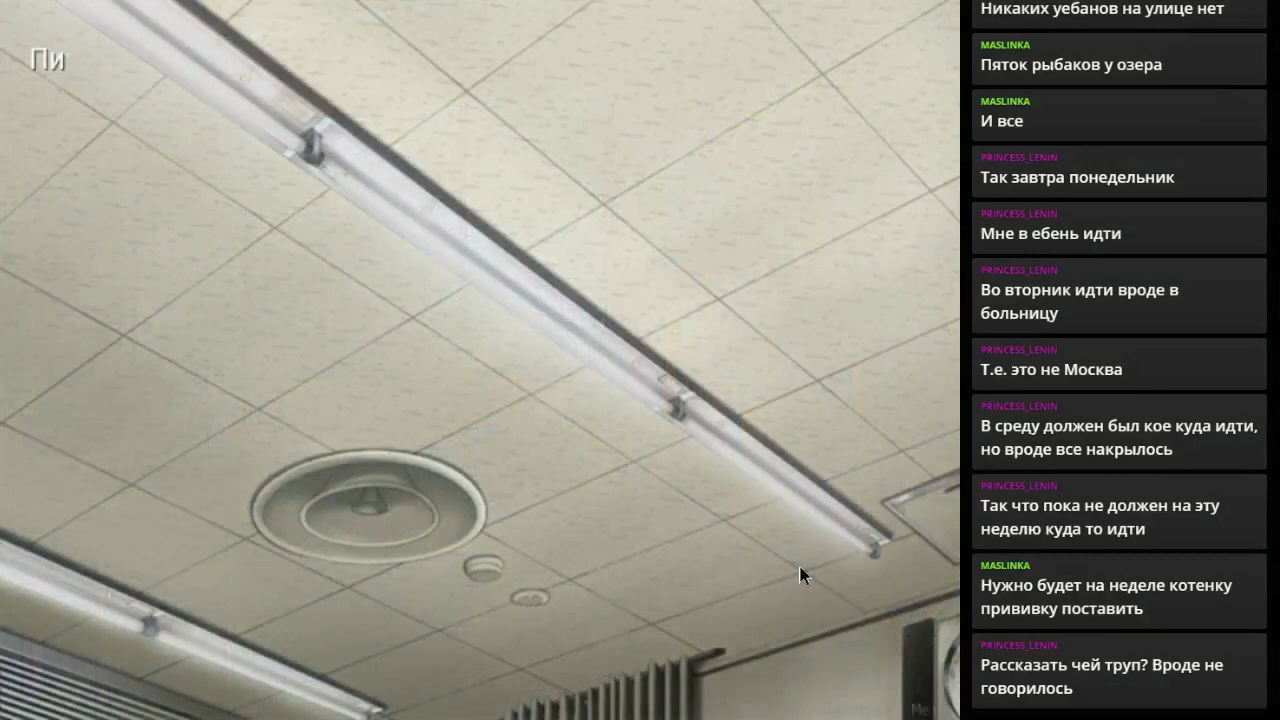 Пи
Никаких уебанов на улице нет
MASLINKA
Пяток рыбаков у озера
MASLINKA
И все
PRINCESS_LENIN
Так завтра понедельник
PRINCESS_LENIN
Мне в ебень идти
PRINCESS_LENIN
Во вторник идти вроде в
больницу
PRINCESS_LENIN
Т.е. это не Москва
PRINCESS_LENIN
В среду должен был кое куда идти,
но вроде все накрылось
PRINCESS_LENIN
Так что пока не должен на эту
неделю куда то идти
MASLINKA
Нужно будет на неделе котенку
прививку поставить
PRINCESS_LENIN
Рассказать чей труп? Вроде не
говорилось